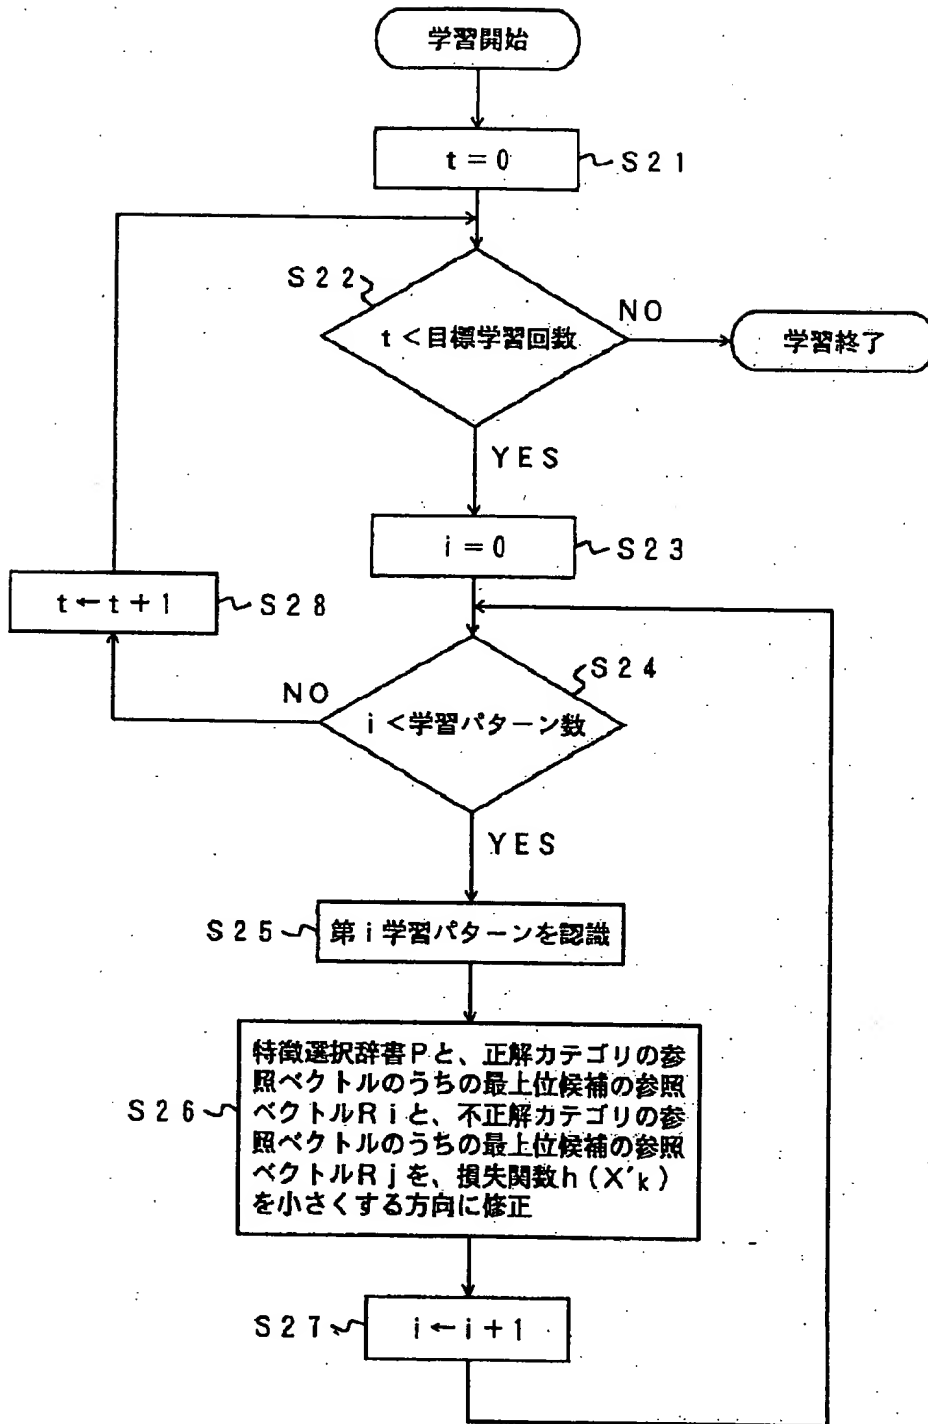 学習開始
t=0
S21
S22
t<目標学習回数
NO
学習終了
YES
i=0
S23
t←t+1
S28
S24
NO
i<学習パターン数
YES
S25
第i学習パターンを認識
特徴選択辞書Pと、正解カテゴリの参
照ベクトルのうちの最上位候補の参照
S26
ベクトルRiと、不正解カテゴリの参
照ベクトルのうちの最上位候補の参照
ベクトルRjを、損失関数h(X'k)
を小さくする方向に修正
S27
i←i+1